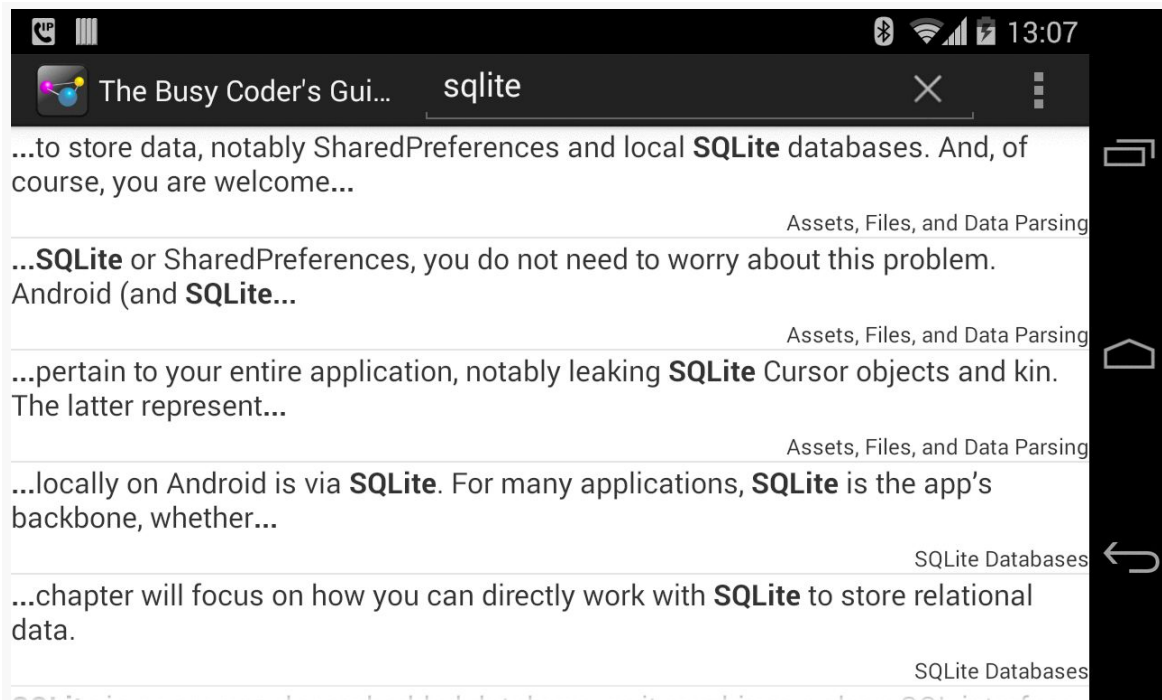 13:07
The Busy Coder's Gui...
sqlite
...to store data, notably SharedPreferences and local SQLite databases. And, of
course, you are welcome...
Assets, Files, and Data Parsing
...SQLite or SharedPreferences, you do not need to worry about this problem.
Android (and SQLite...
Assets, Files, and Data Parsing
...pertain to your entire application, notably leaking SQLite Cursor objects and kin.
The latter represent...
Assets, Files, and Data Parsing
...locally on Android is via SQLite. For many applications, SQLite is the app’s
backbone, whether...
SQLite Databases
...chapter will focus on how you can directly work with SQLite to store relational
data.
SQLite Databases